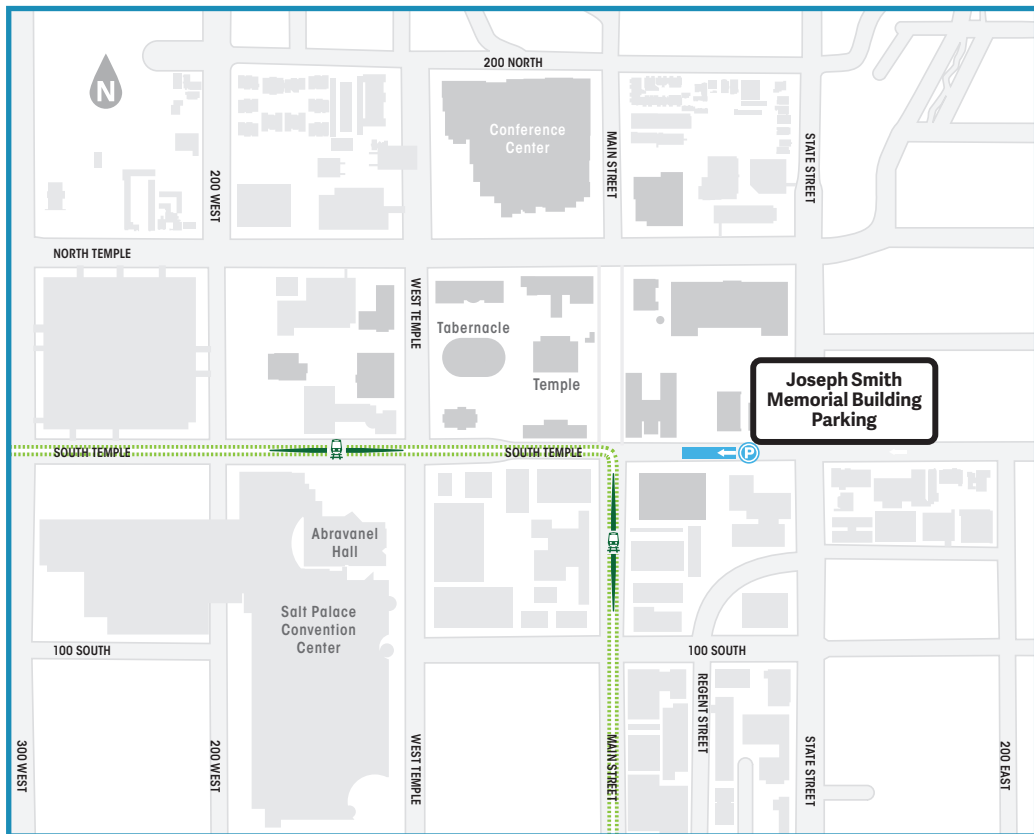 N
200 NORTH
Conference
Center
MAIN STREET
STATE STREET
200 WEST
NORTH TEMPLE
WEST TEMPLE
Tabernacle
Temple
Joseph Smith
Memorial Building
Parking
P
SOUTH TEMPLE
SOUTH TEMPLE
Abravanel
Hall
Salt Palace
Convention
Center
100 SOUTH
100 SOUTH
REGENT STREET
300 WEST
200 WEST
WEST TEMPLE
MAIN STREET
STATE STREET
200 EAST